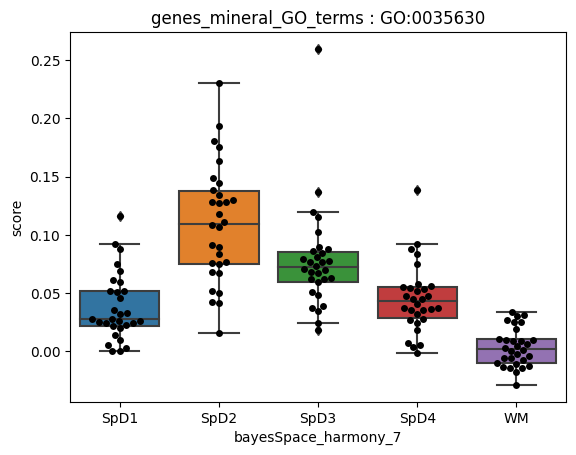 genes_mineral_GO_terms : GO:0035630
score
0.25
0.20
0.15
0.10
0.05
0.00
SpD1 SpD2 SpD3 SpD4 WM
bayesSpace_harmony_7